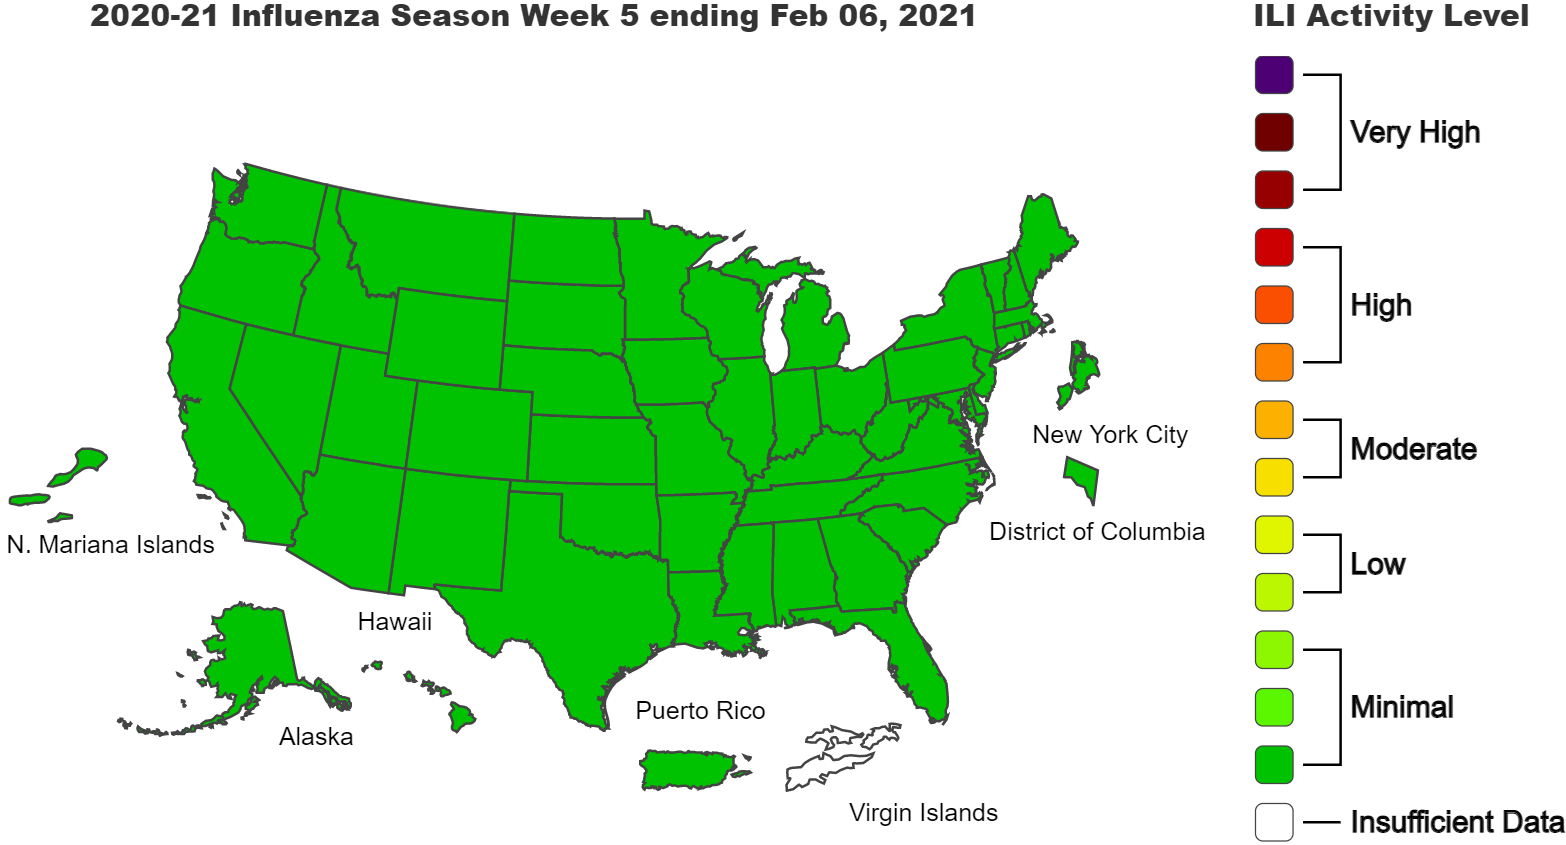 2020-21 Influenza Season Week 5 ending Feb 06, 2021
ILI Activity Level
Very High
High
Moderate
Low
Minimal
Insufficient Data
New York City
District of Columbia
N. Mariana Islands
Hawaii
Alaska
Puerto Rico
Virgin Islands